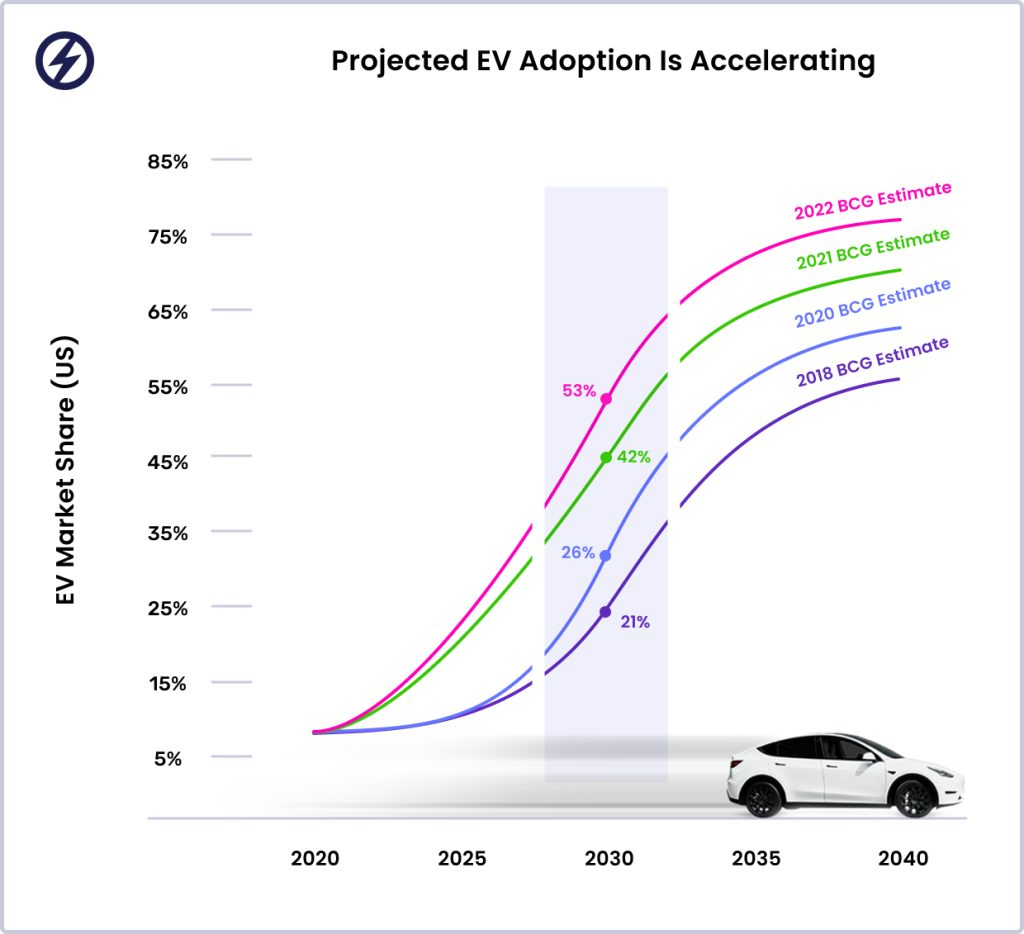 Projected EV Adoption Is Accelerating
EV Market Share (US)
85%
75%
65%
55%
45%
35%
25%
15%
5%
2022 BCG Estimate
2021 BCG Estimate
2020 BCG Estimate
2018 BCG Estimate
53%
42%
26%
21%
2020 2025 2030 2035 2040